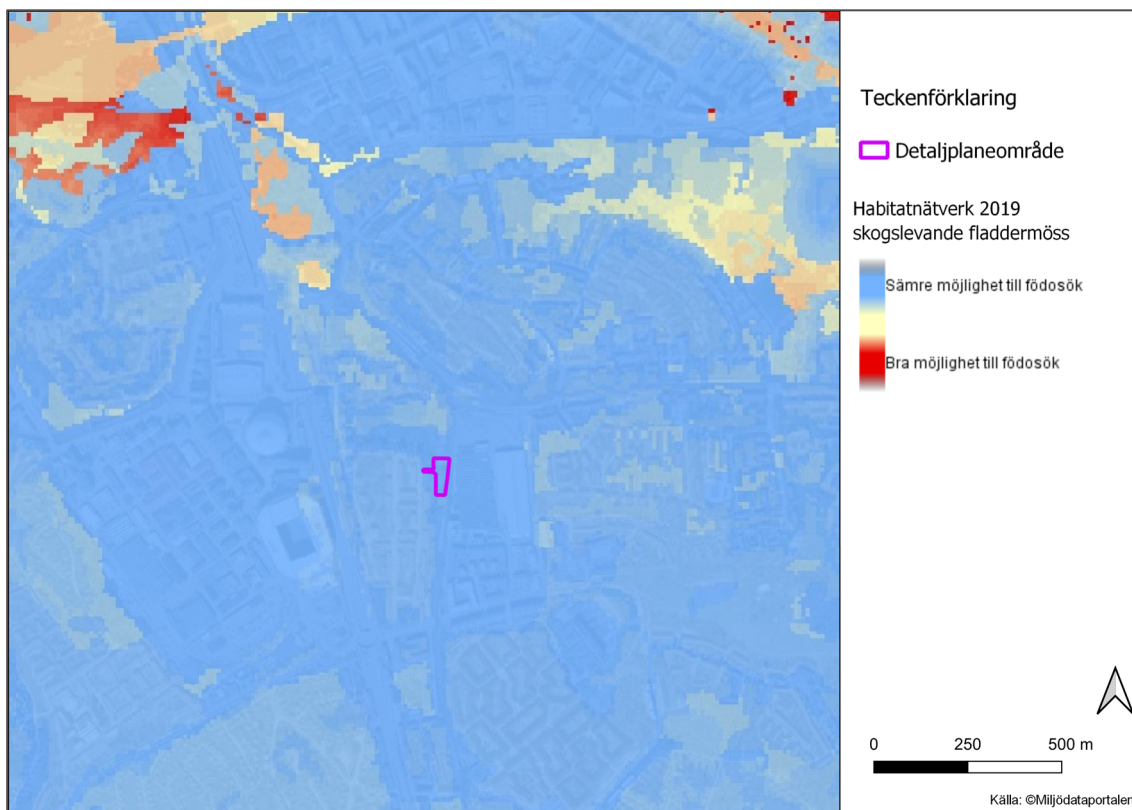 Teckenförklaring
Detaljplaneområde
Habitatnätverk 2019
skogslevande fladdermöss
Sämre möjlighet till födosök
Bra möjlighet till födosök
0 250 500 m
Källa: ©Miljödataportalen